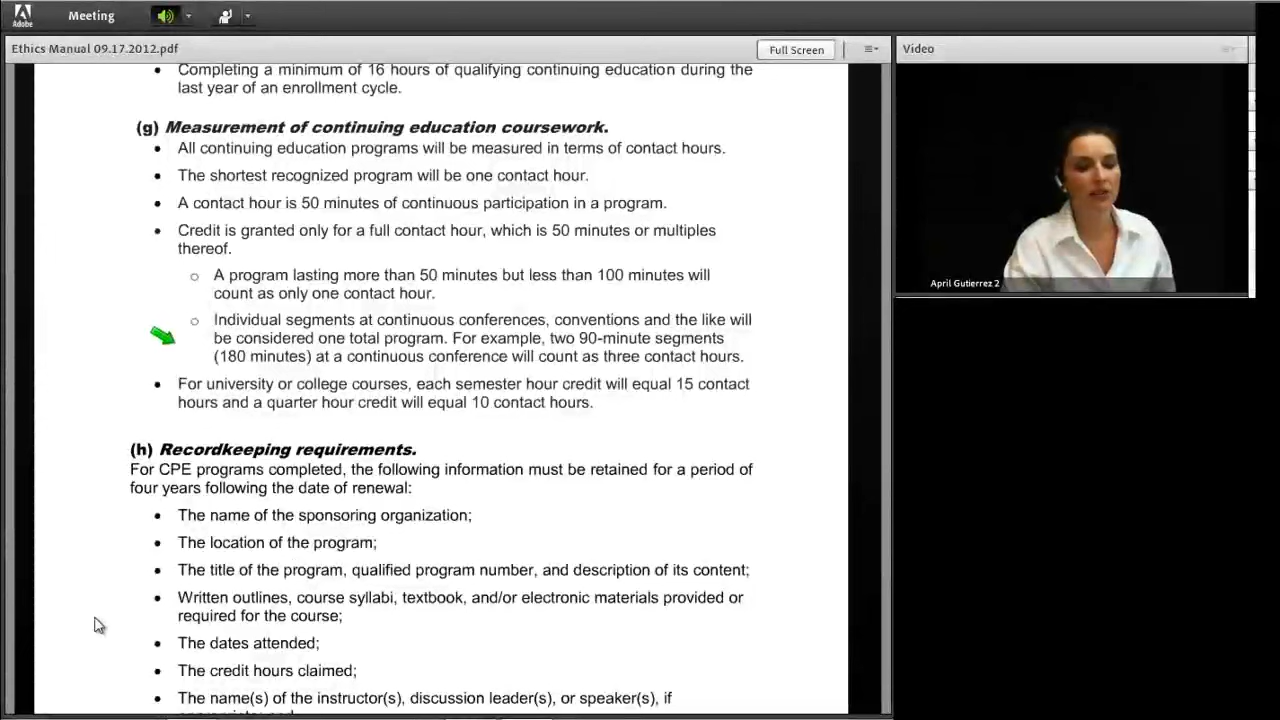 Adobe
Meeting
Ethics Manual 09.17.2012.pdf
Full Screen
Video
Completing a minimum of 16 hours of qualifying continuing education during the
last year of an enrollment cycle.
(g) Measurement of continuing education coursework.
• All continuing education programs will be measured in terms of contact hours.
• The shortest recognized program will be one contact hour.
• A contact hour is 50 minutes of continuous participation in a program.
• Credit is granted only for a full contact hour, which is 50 minutes or multiples
thereof.
o A program lasting more than 50 minutes but less than 100 minutes will
count as only one contact hour.
o Individual segments at continuous conferences, conventions and the like will
be considered one total program. For example, two 90-minute segments
(180 minutes) at a continuous conference will count as three contact hours.
• For university or college courses, each semester hour credit will equal 15 contact
hours and a quarter hour credit will equal 10 contact hours.
(h) Recordkeeping requirements.
For CPE programs completed, the following information must be retained for a period of
four years following the date of renewal:
• The name of the sponsoring organization;
• The location of the program;
• The title of the program, qualified program number, and description of its content;
• Written outlines, course syllabi, textbook, and/or electronic materials provided or
required for the course;
• The dates attended;
• The credit hours claimed;
• The name(s) of the instructor(s), discussion leader(s), or speaker(s), if
April Gutierrez 2